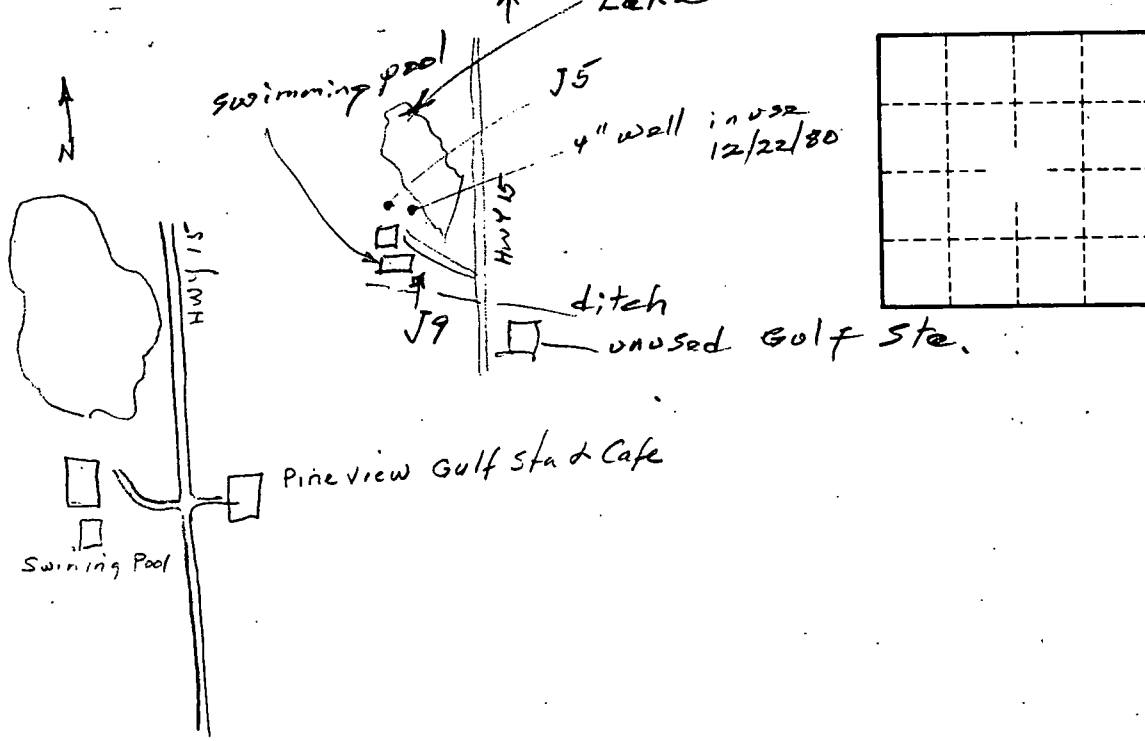 Lake
swimming pool
J5
4" well in use
12/22/80
N
HWY 15
HWY 15
ditch
J9
unused Gulf Sta.
Pineview Gulf Sta & Cafe
Swining Pool